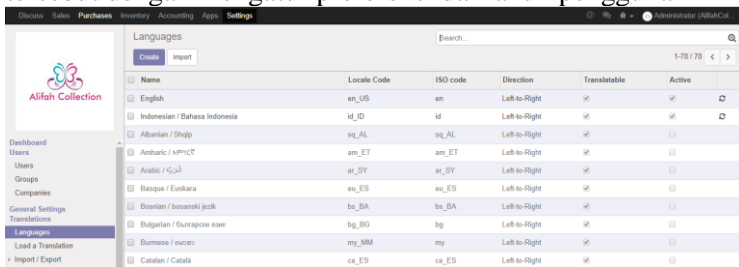 Discuss Sales Purchases Inventory Accounting Apps Settings Administrator (AlifahCol...
Languages
Search...
Create Import
1-78 / 78
Alifah Collection
Name Locale Code ISO code Direction Translatable Active
English en_US en Left-to-Right
Indonesian / Bahasa Indonesia id_ID id Left-to-Right
Albanian / Shqip sq_AL sq_AL Left-to-Right
Amharic / አምሃርኛ am_ET am_ET Left-to-Right
Arabic / ar_SY ar_SY Left-to-Right
Basque / Euskara eu_ES eu_ES Left-to-Right
Bosnian / bosanski jezik bs_BA bs_BA Left-to-Right
Bulgarian / български език bg_BG bg Left-to-Right
Burmese / my_MM my Left-to-Right
Catalan / Català ca_ES ca_ES Left-to-Right
Dashboard
Users
Users
Groups
Companies
General Settings
Translations
Languages
Load a Translation
Import / Export